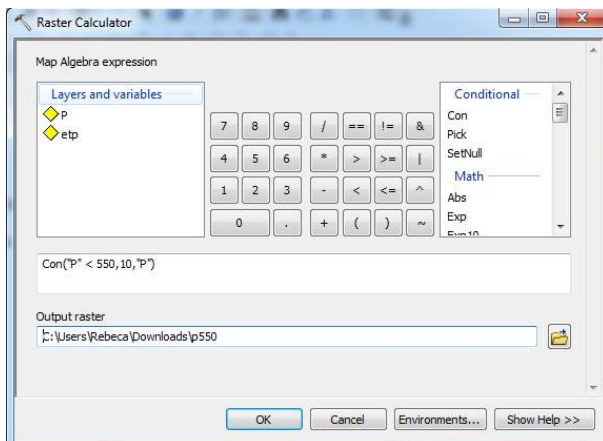 Raster Calculator
Map Algebra expression
Layers and variables
P
etp
7 8 9 / == != &
4 5 6 * > >= |
1 2 3 - < <= ^
0 . + ( ) ~
Conditional
Con
Pick
SetNull
Math
Abs
Exp
Exp10
Con("P" < 550,10,"P")
Output raster
C:\Users\Rebeca\Downloads\p550
OK Cancel Environments... Show Help >>